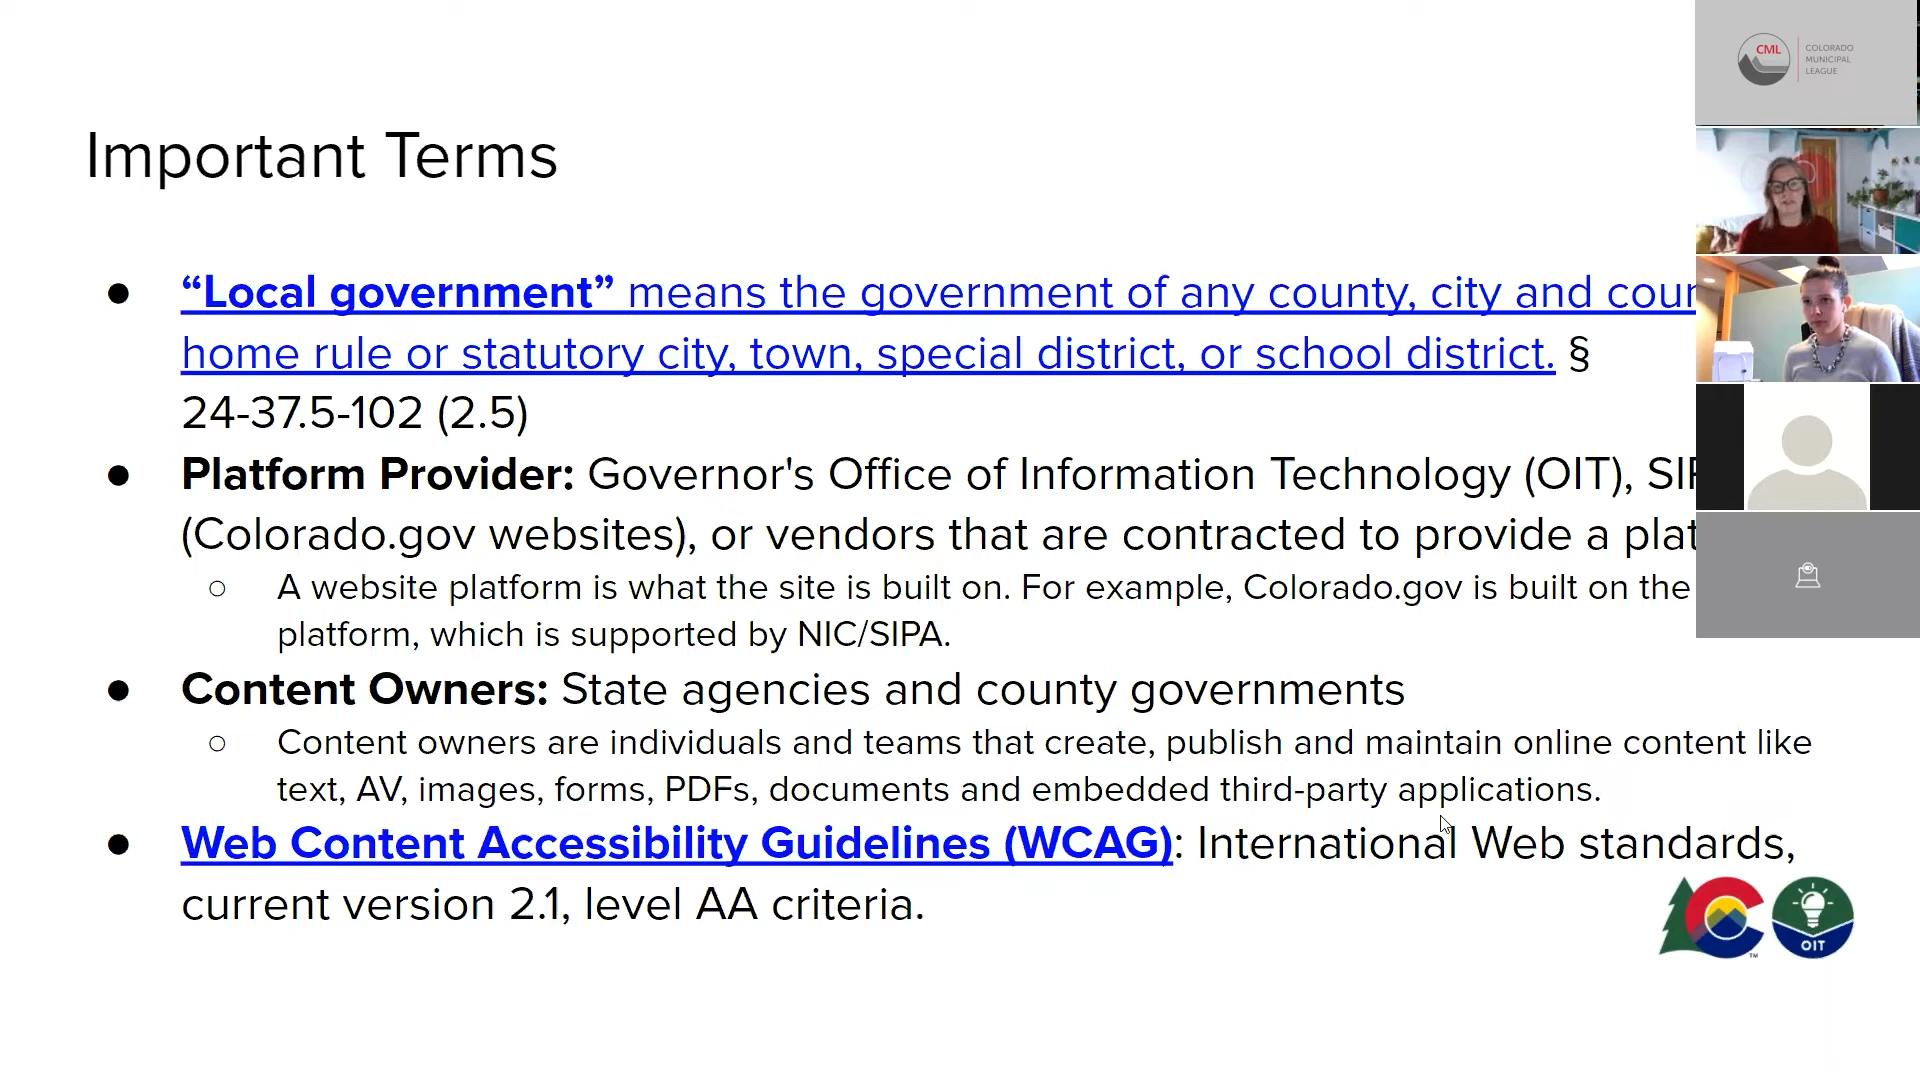 CML
COLORADO
MUNICIPAL
LEAGUE
Important Terms
● “Local government” means the government of any county, city and
home rule or statutory city, town, special district, or school district. §
24-37.5-102 (2.5)
● Platform Provider: Governor's Office of Information Technology (OIT),
(Colorado.gov websites), or vendors that are contracted to provide a
○ A website platform is what the site is built on. For example, Colorado.gov is built on the
platform, which is supported by NIC/SIPA.
● Content Owners: State agencies and county governments
○ Content owners are individuals and teams that create, publish and maintain online content like
text, AV, images, forms, PDFs, documents and embedded third-party applications.
● Web Content Accessibility Guidelines (WCAG): International Web standards,
current version 2.1, level AA criteria.
C
TM
OIT